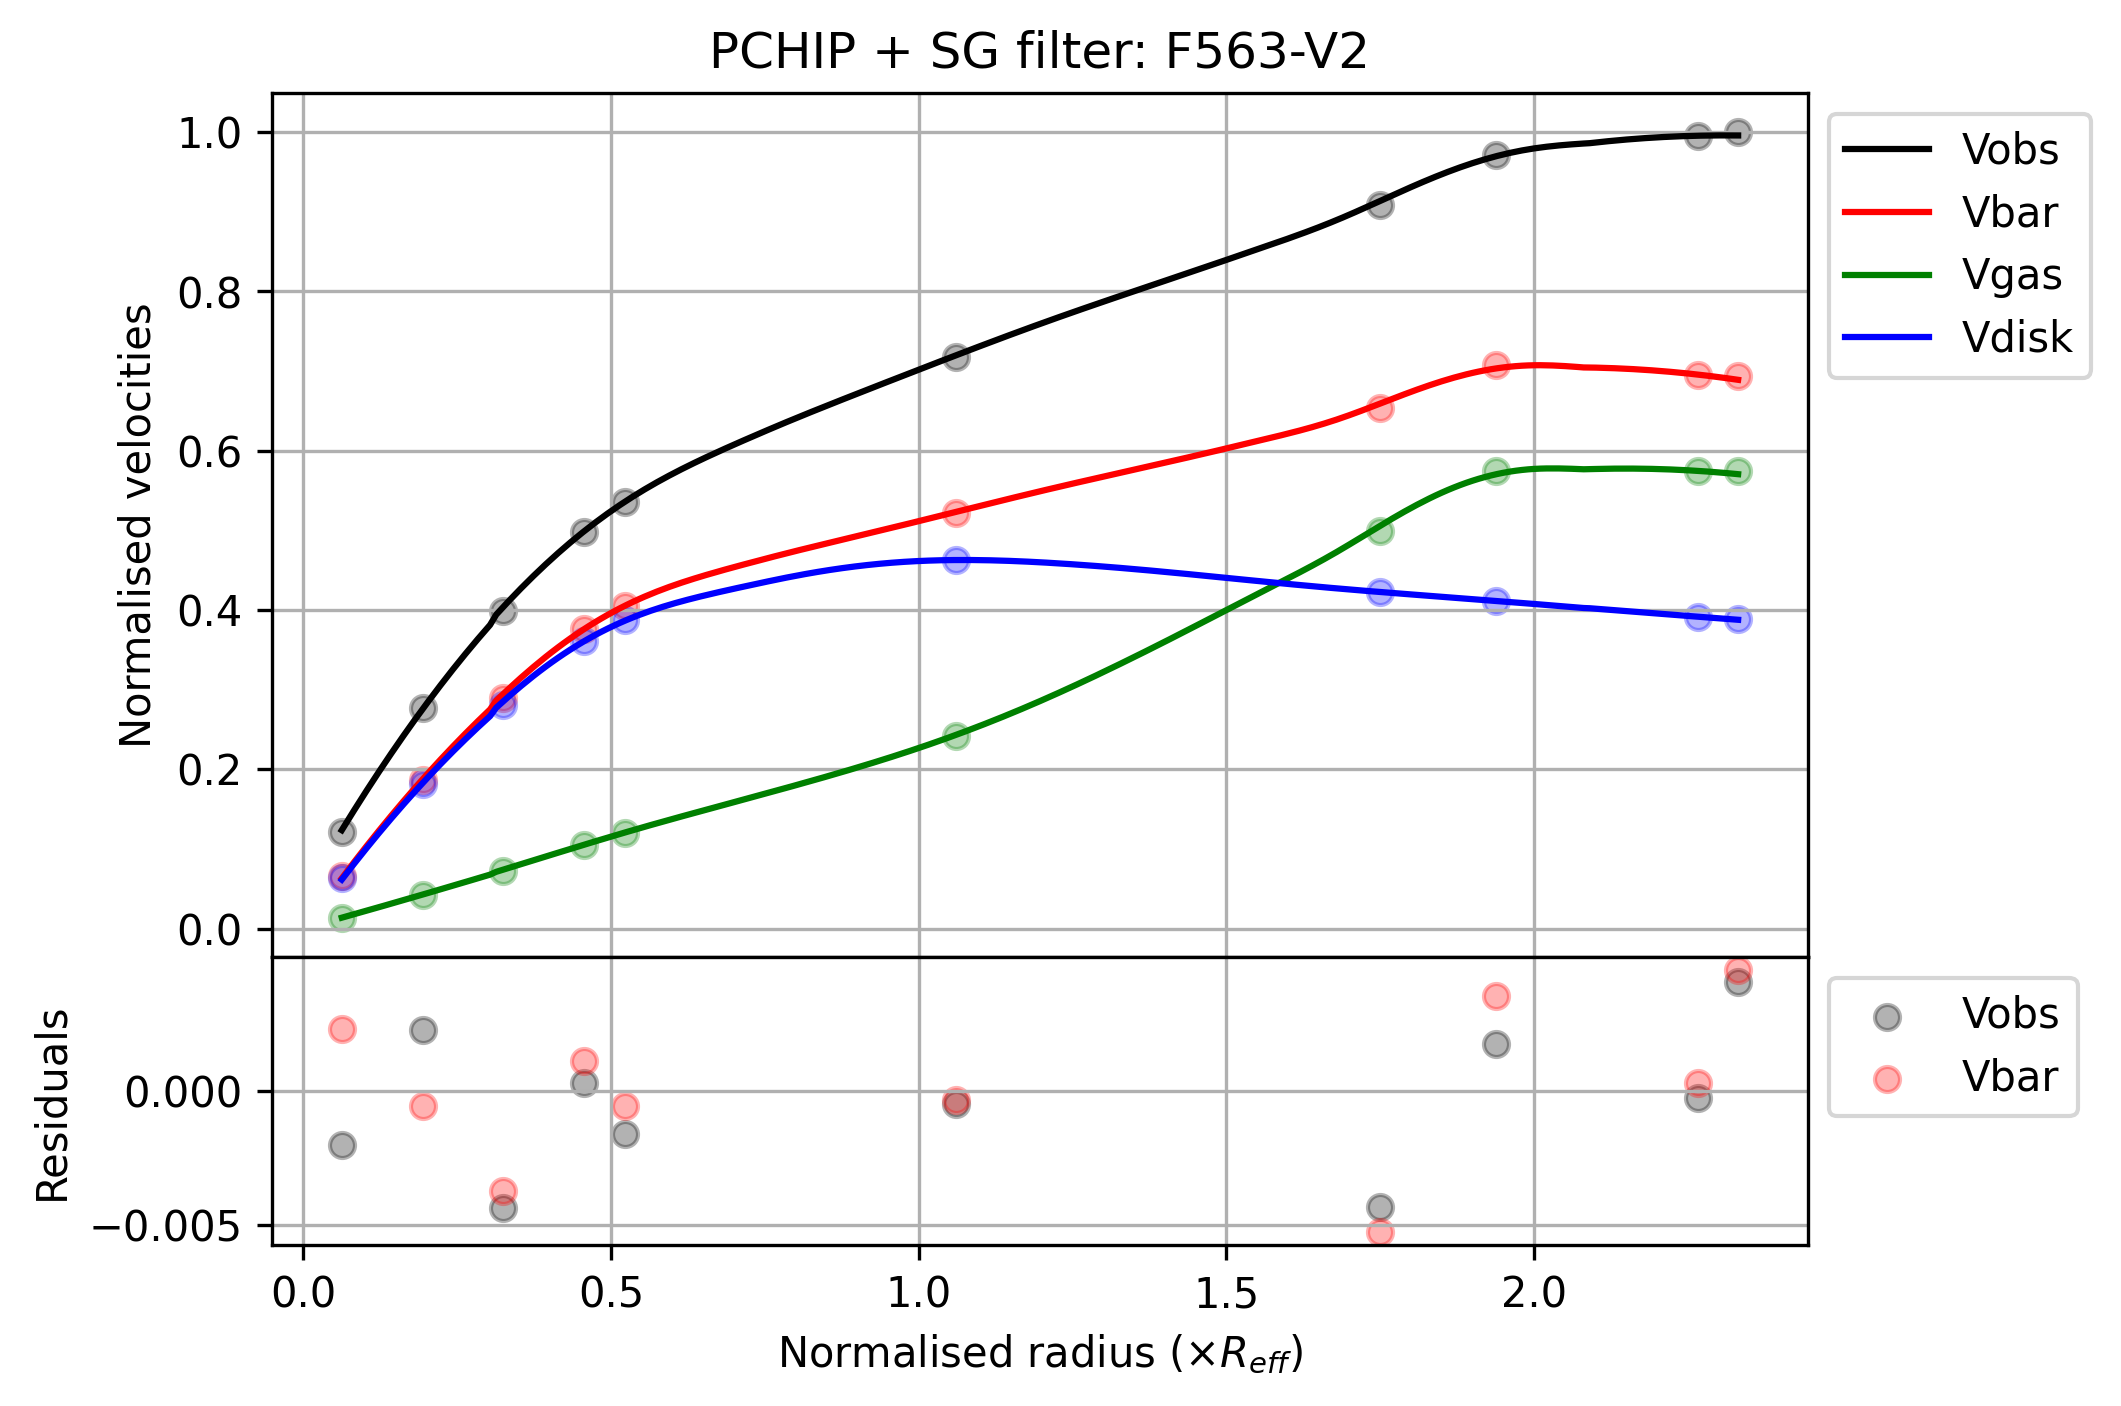 PCHIP + SG filter: F563-V2
1.0
0.8
0.6
0.4
0.2
0.0
Normalised velocities
Vobs
Vbar
Vgas
Vdisk
0.000
−0.005
Residuals
Vobs
Vbar
0.0 0.5 1.0 1.5 2.0
Normalised radius (×R_eff)